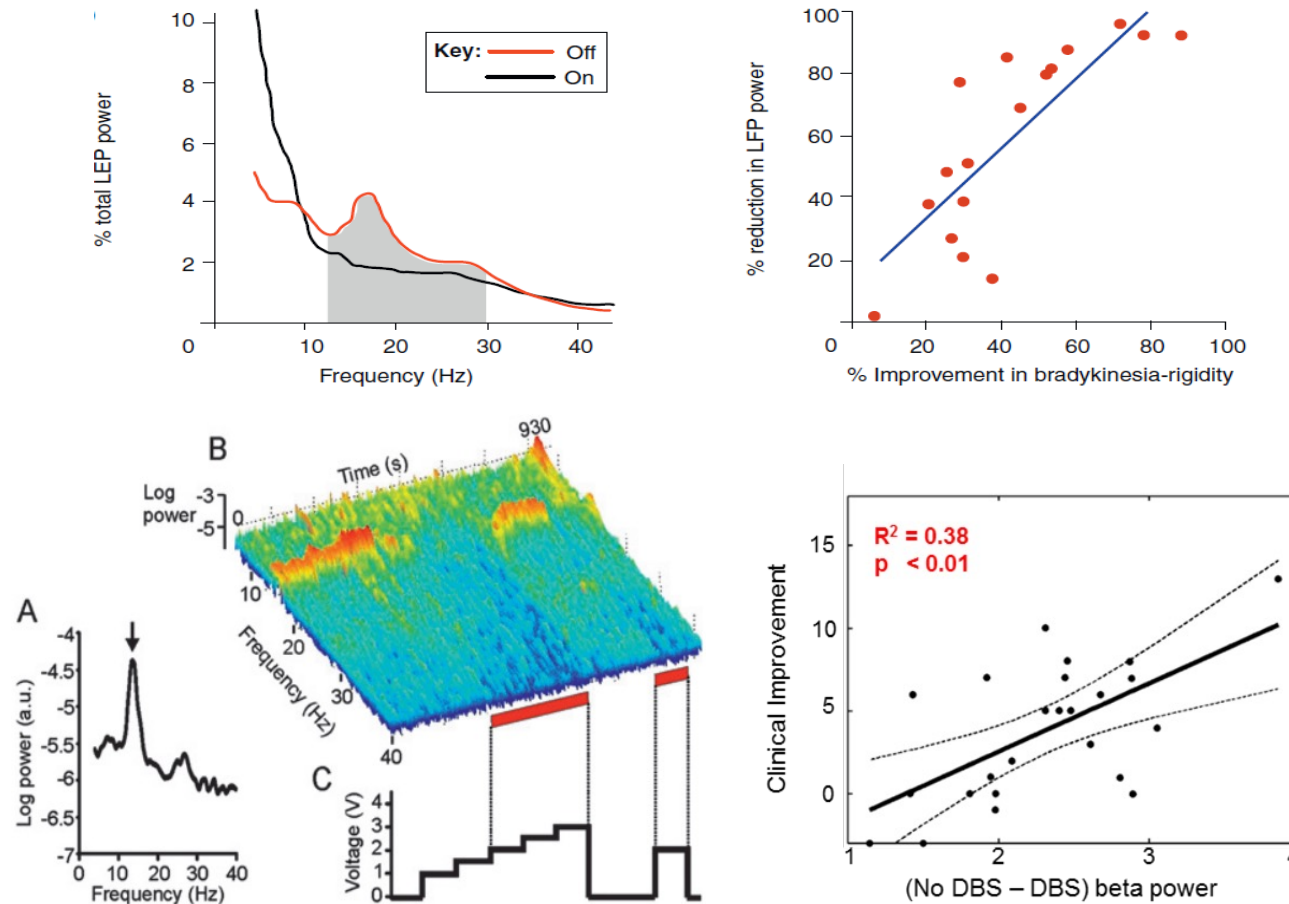 % total LEP power
10
8
6
4
2
0
10
20
30
40
Frequency (Hz)
Key: Off
On
% reduction in LFP power
100
80
60
40
20
0
20
40
60
80
100
% Improvement in bradykinesia-rigidity
A
Log power (a.u.)
-4
-4.5
-5
-5.5
-6
-6.5
-7
0 10 20 30 40
Frequency (Hz)
B
Log
power
-3
-5
0
Time (s)
930
10
20
30
40
Frequency (Hz)
C
Voltage (V)
4
3
2
1
0
R² = 0.38
p < 0.01
Clinical Improvement
15
10
5
0
1
2
3
4
(No DBS – DBS) beta power